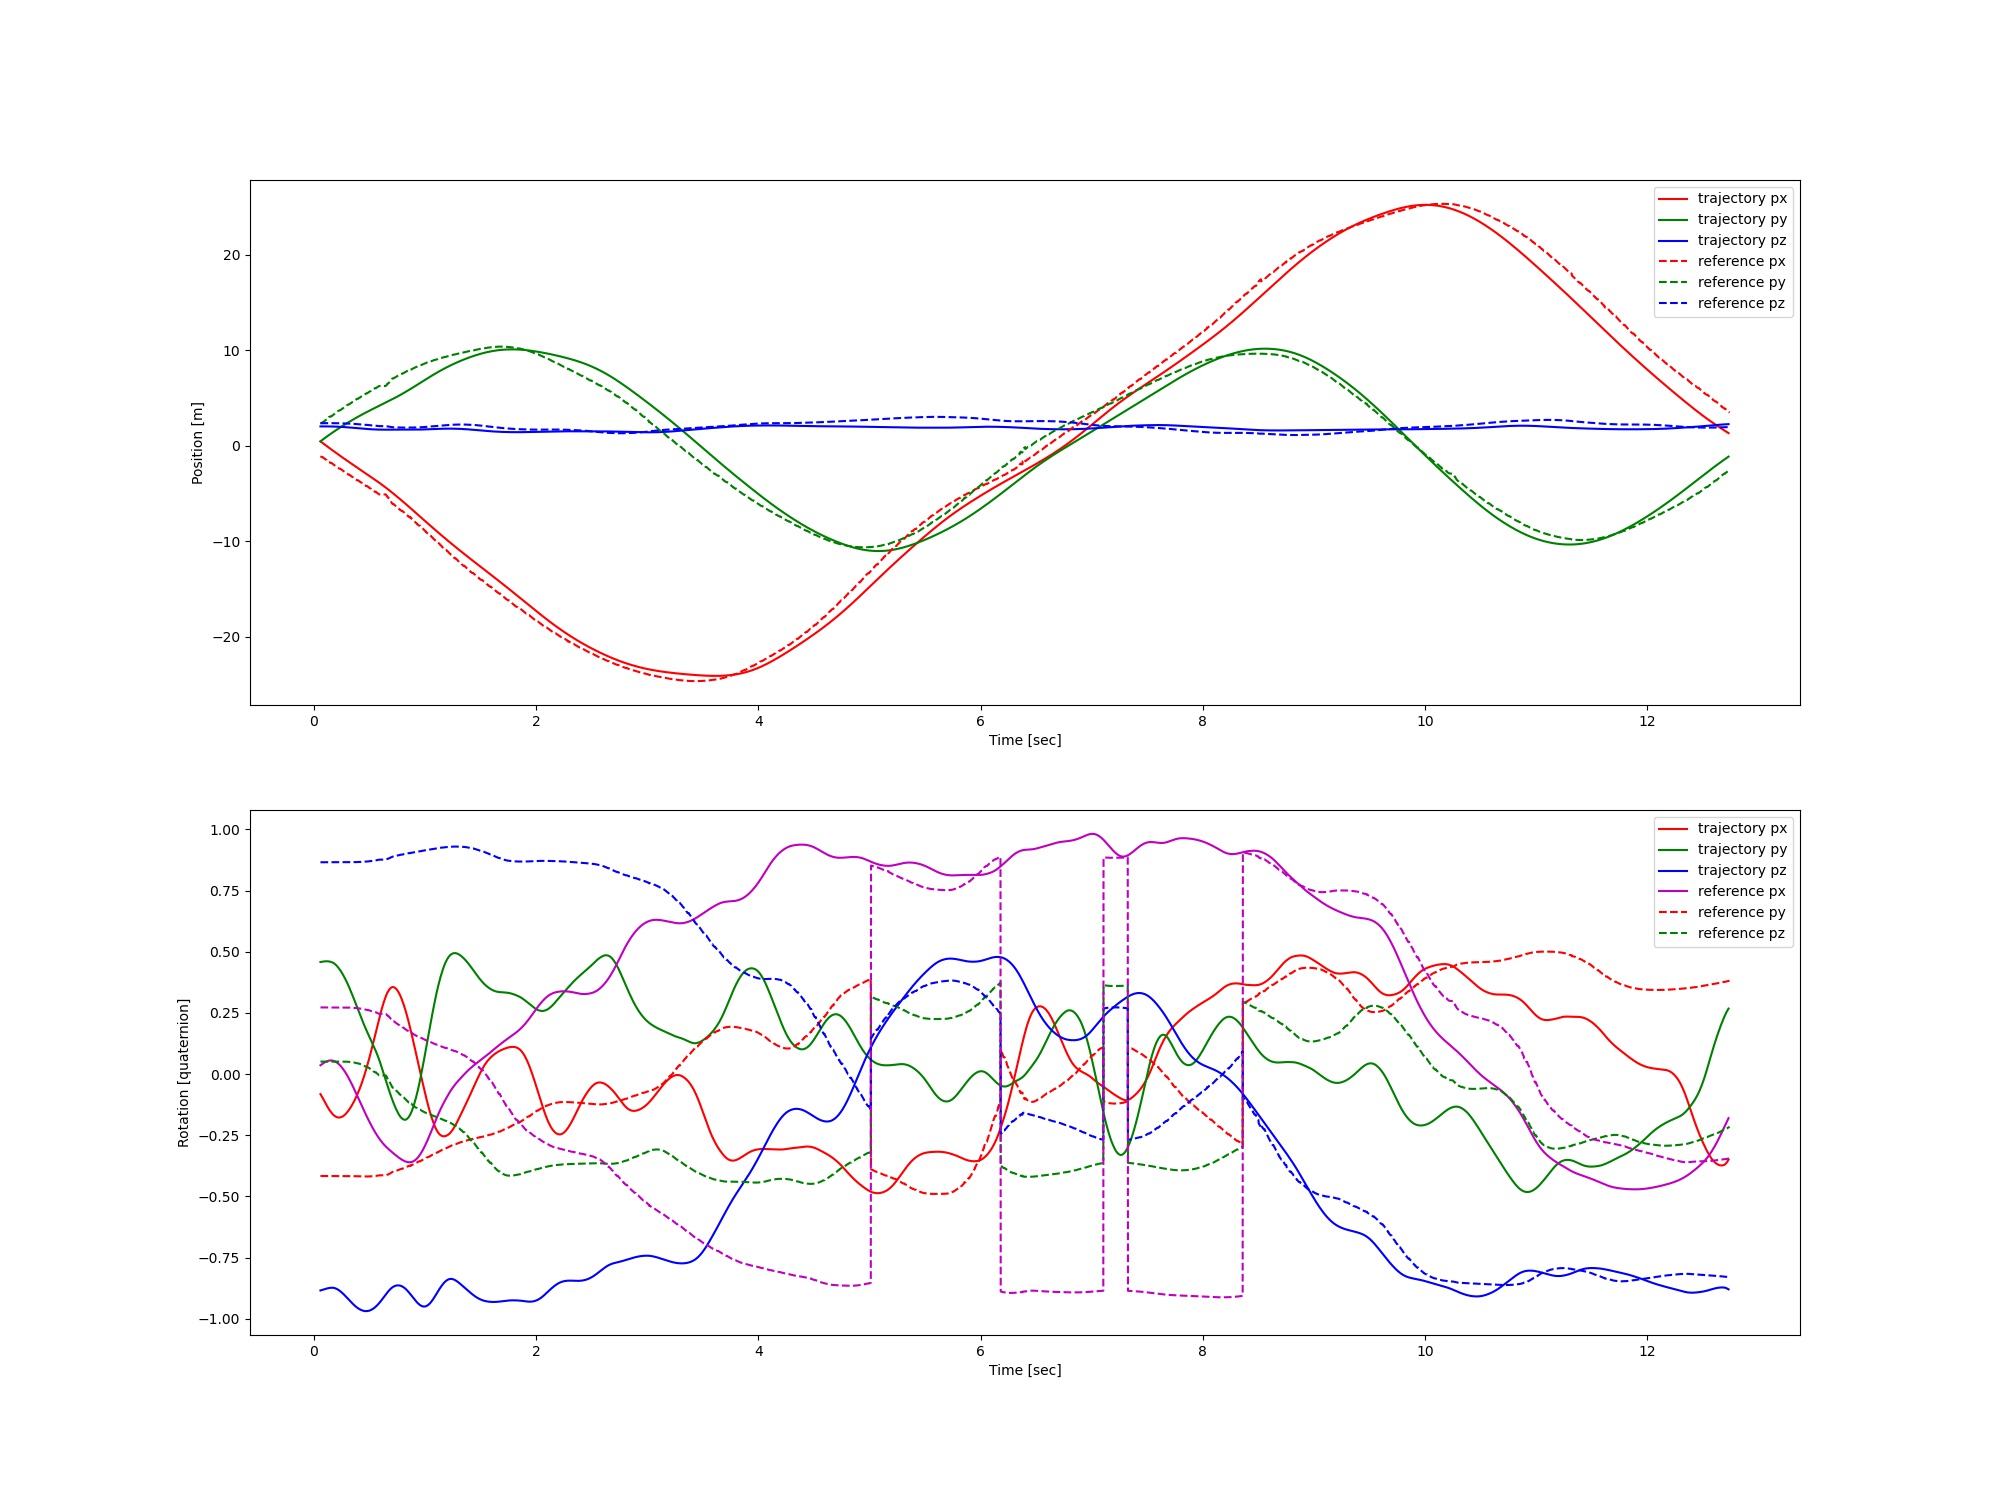 20
10
0
−10
−20
Position [m]
0 2 4 6 8 10 12
Time [sec]
trajectory px
trajectory py
trajectory pz
reference px
reference py
reference pz
1.00
0.75
0.50
0.25
0.00
−0.25
−0.50
−0.75
−1.00
Rotation [quaternion]
0 2 4 6 8 10 12
Time [sec]
trajectory px
trajectory py
trajectory pz
reference px
reference py
reference pz